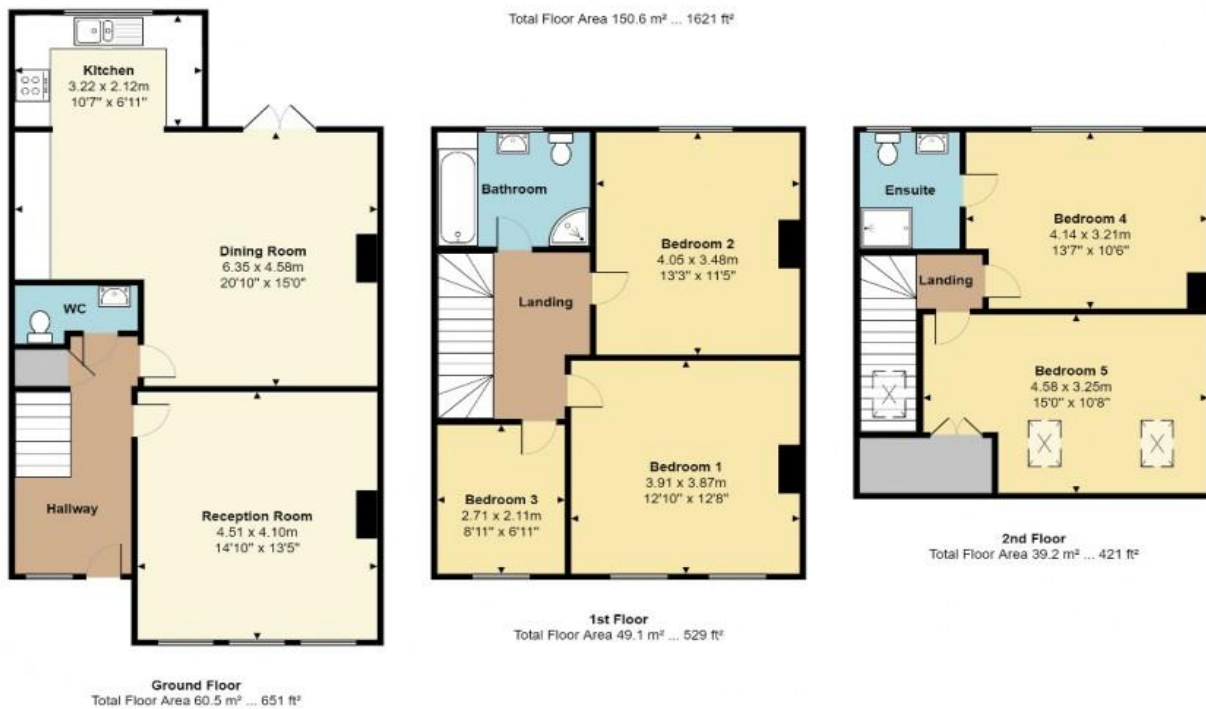 Total Floor Area 150.6 m² ... 1621 ft²
Kitchen
3.22 x 2.12m
10'7" x 6'11"
Dining Room
6.35 x 4.58m
20'10" x 15'0"
WC
Hallway
Reception Room
4.51 x 4.10m
14'10" x 13'5"
Ground Floor
Total Floor Area 60.5 m² ... 651 ft²
Bathroom
Bedroom 2
4.05 x 3.48m
13'3" x 11'5"
Landing
Bedroom 1
3.91 x 3.87m
12'10" x 12'8"
Bedroom 3
2.71 x 2.11m
8'11" x 6'11"
1st Floor
Total Floor Area 49.1 m² ... 529 ft²
Ensuite
Bedroom 4
4.14 x 3.21m
13'7" x 10'6"
Landing
Bedroom 5
4.58 x 3.25m
15'0" x 10'8"
2nd Floor
Total Floor Area 39.2 m² ... 421 ft²